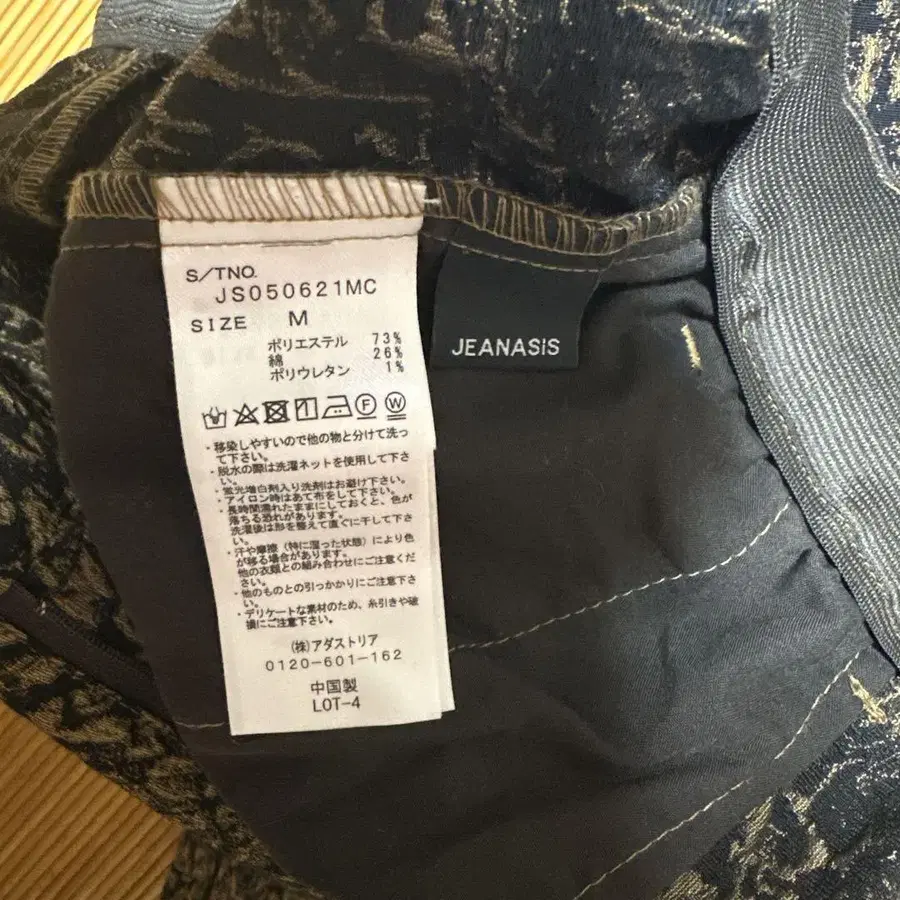 S/TNO.
JS050621MC
SIZE M
ポリエステル 73%
綿 26%
ポリウレタン 1%
・移染しやすいので他の物と分けて洗っ
て下さい。
・脱水の際は洗濯ネットを使用して下さ
い。
・蛍光増白剤入り洗剤はお避け下さい。
・アイロン時はあて布をして下さい。
・長時間濡れたままにしておくと、色が
落ちる恐れがあります。
洗濯後は形を整えて直ぐに干して下さ
い。
・汗や摩擦（特に湿った状態）により色
が移る場合があります。
他の衣類との組み合わせにご注意くだ
さい。
・他のものとの引っかかりにご注意下さ
い。
・デリケートな素材のため、糸引きや破
損にご注意下さい。
(株)アダストリア
0120-601-162
中国製
LOT-4
JEANASiS